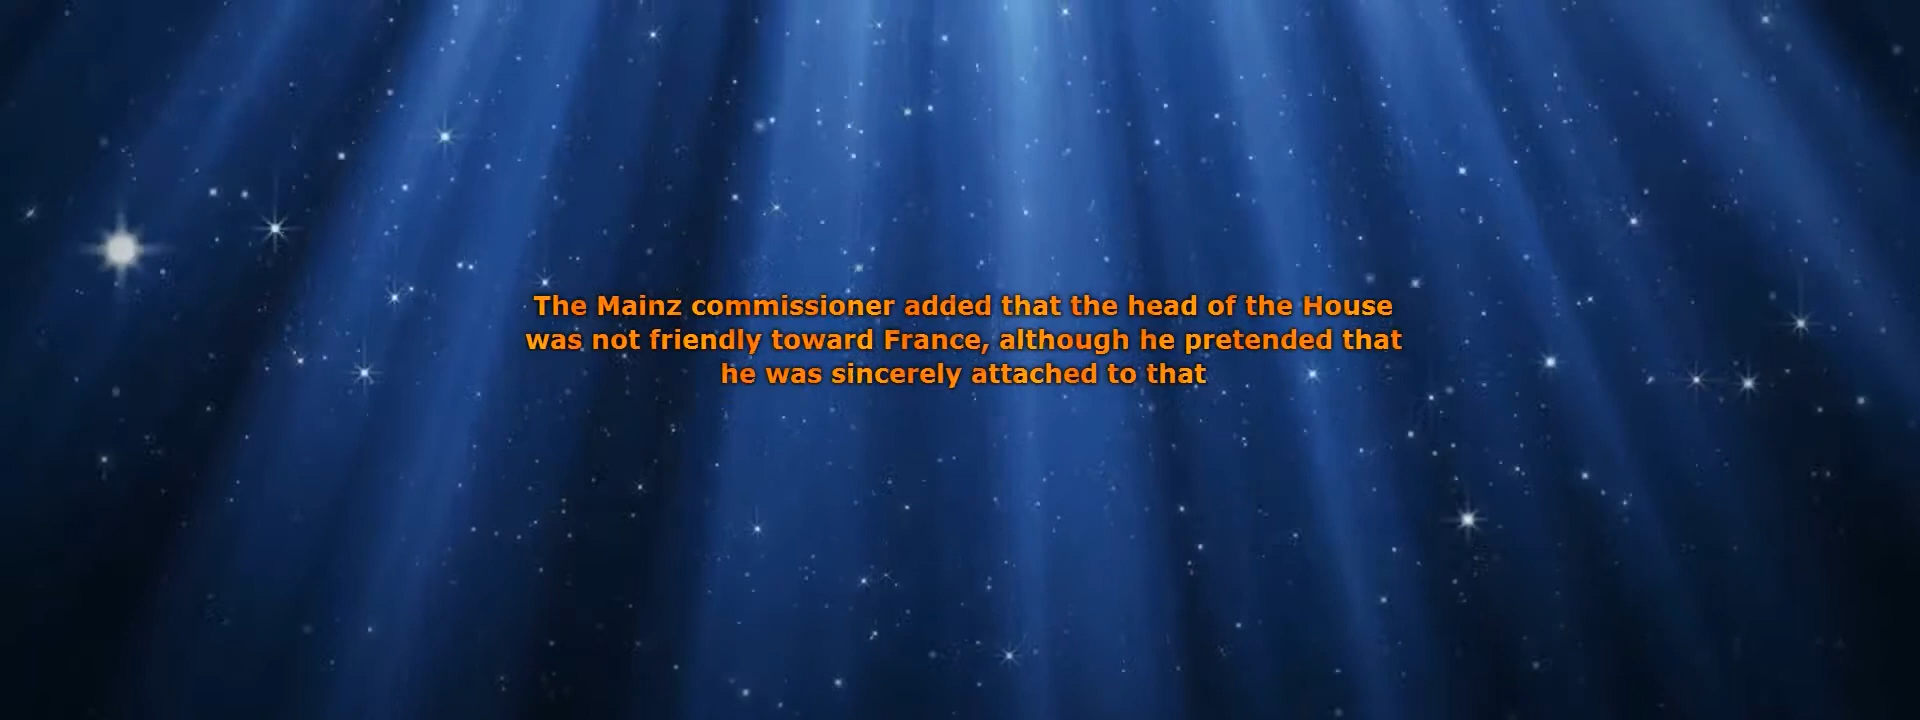 The Mainz commissioner added that the head of the House
was not friendly toward France, although he pretended that
he was sincerely attached to that